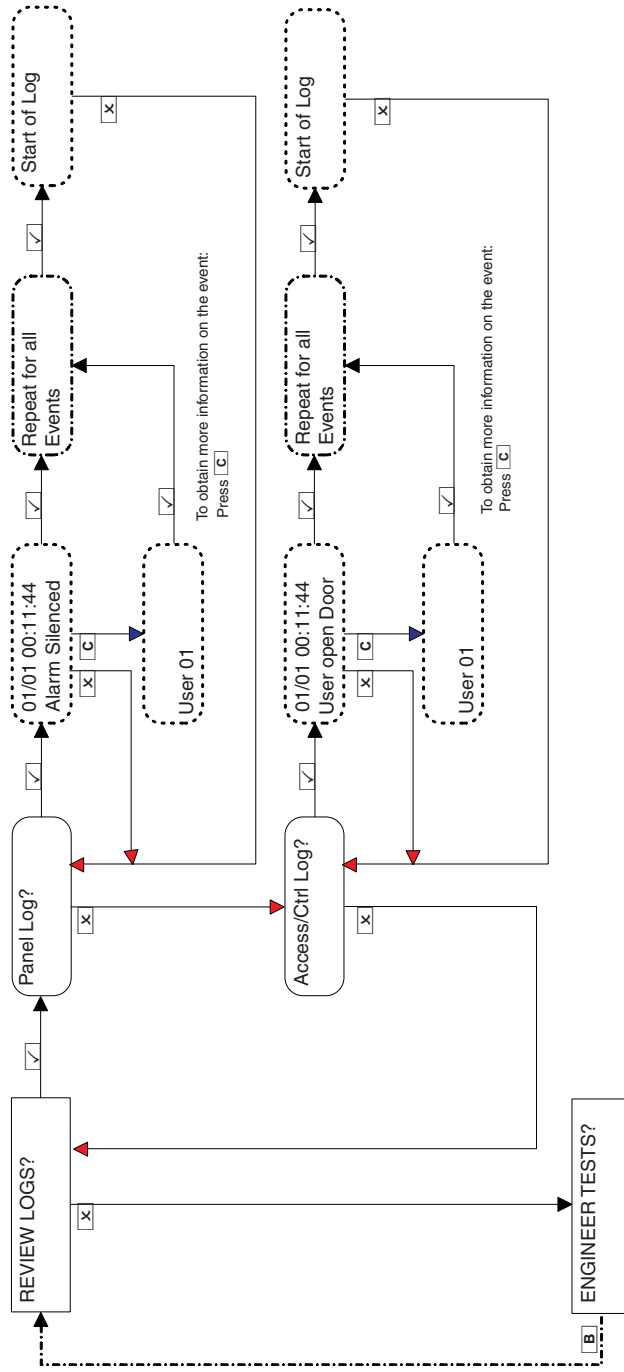 REVIEW LOGS?
✓
Panel Log?
✓
01/01 00:11:44
Alarm Silenced
✓
Repeat for all
Events
✓
Start of Log
x
x
x
C
x
User 01
✓
To obtain more information on the event:
Press C
Access/Ctrl Log?
✓
01/01 00:11:44
User open Door
✓
Repeat for all
Events
✓
Start of Log
x
x
C
x
User 01
✓
To obtain more information on the event:
Press C
ENGINEER TESTS?
B